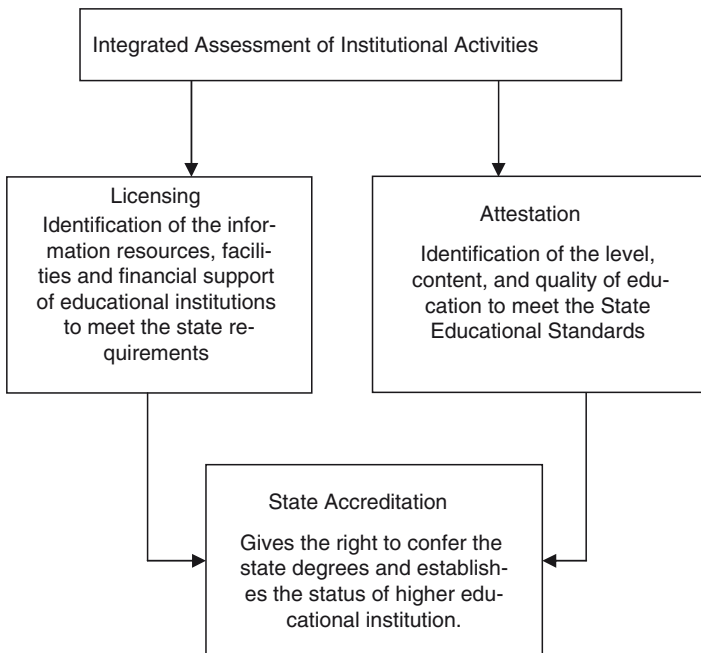 Integrated Assessment of Institutional Activities
Licensing
Identification of the infor-
mation resources, facili-
ties and financial support
of educational institutions
to meet the state re-
quirements
Attestation
Identification of the level,
content, and quality of edu-
cation to meet the State
Educational Standards
State Accreditation
Gives the right to confer the
state degrees and establish-
es the status of higher edu-
cational institution.